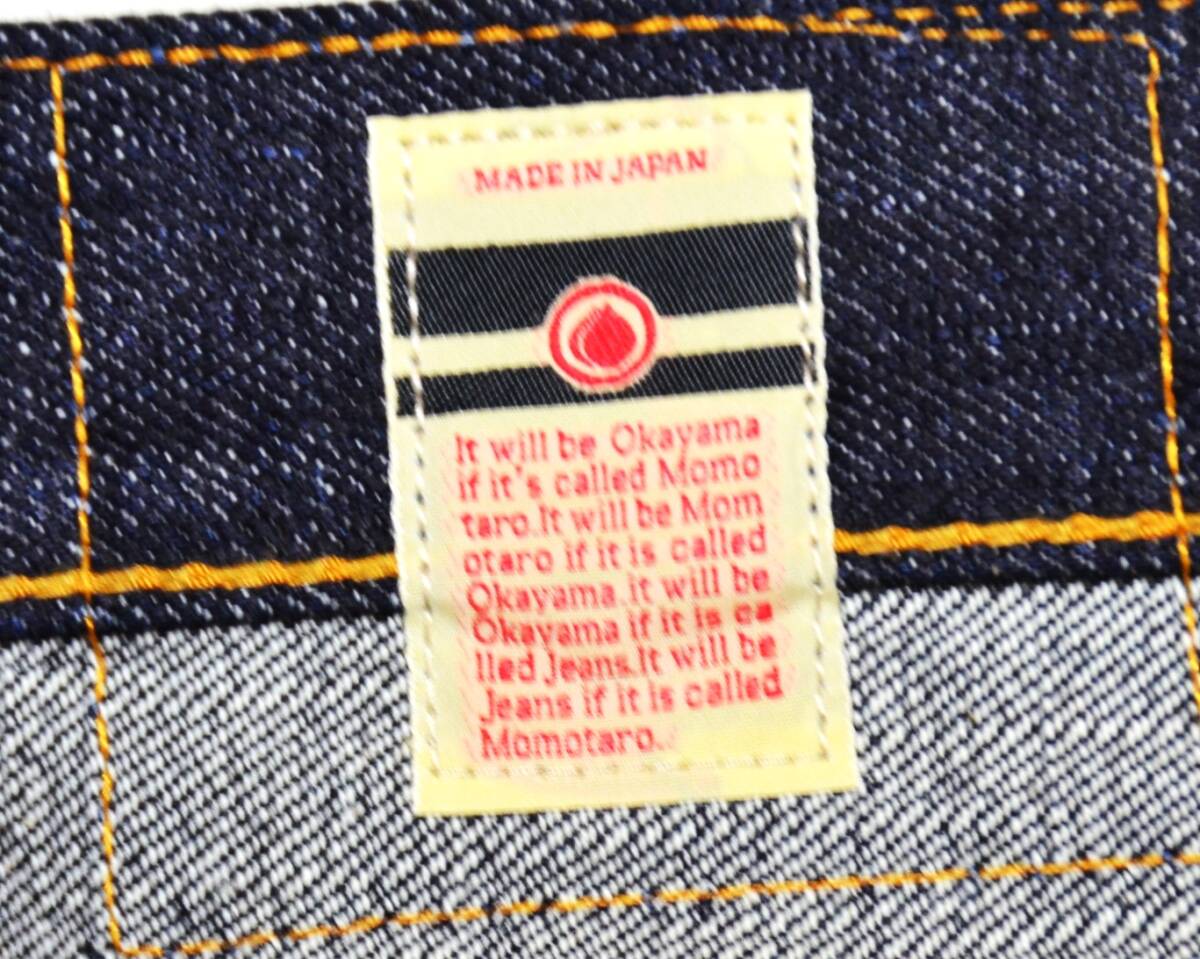 MADE IN JAPAN
It will be Okayama
if it's called Momo
taro.It will be Mom
otaro if it is called
Okayama.It will be
Okayama if it is ca
lled Jeans.It will be
Jeans if it is called
Momotaro.